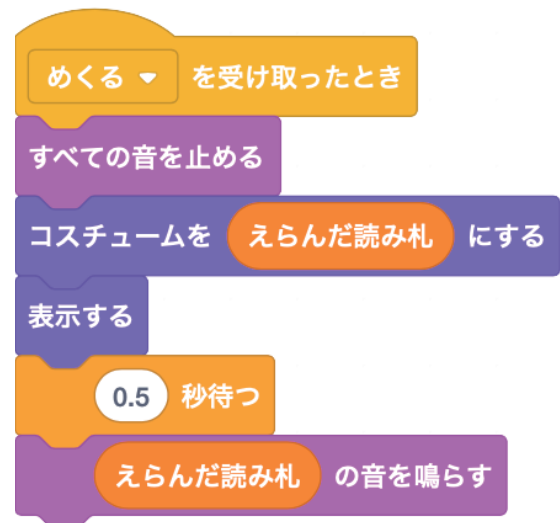 めくる を受け取ったとき
すべての音を止める
コスチュームを えらんだ読み札 にする
表示する
0.5 秒待つ
えらんだ読み札 の音を鳴らす